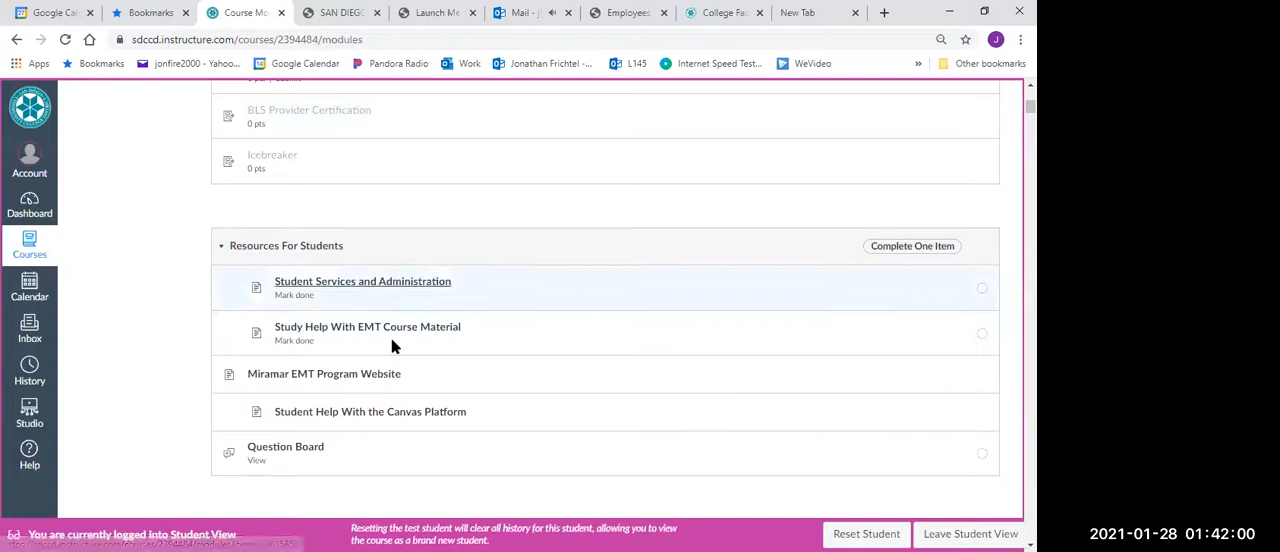 Google Cale
Bookmarks
Course Mo
SAN DIEGO
Launch Me
Mail - j
Employees
College Fac
New Tab
sdccd.instructure.com/courses/2394484/modules
Apps
Bookmarks
jonfire2000 - Yahoo...
Google Calendar
Pandora Radio
Work
Jonathan Frichtel -...
L145
Internet Speed Test...
WeVideo
»
Other bookmarks
J
Account
Dashboard
Courses
Calendar
Inbox
History
Studio
Help
BLS Provider Certification
0 pts
Icebreaker
0 pts
Resources For Students
Complete One Item
Student Services and Administration
Mark done
Study Help With EMT Course Material
Mark done
Miramar EMT Program Website
Student Help With the Canvas Platform
Question Board
View
You are currently logged into Student View
Resetting the test student will clear all history for this student, allowing you to view
the course as a brand new student.
Reset Student
Leave Student View
2021-01-28 01:42:00